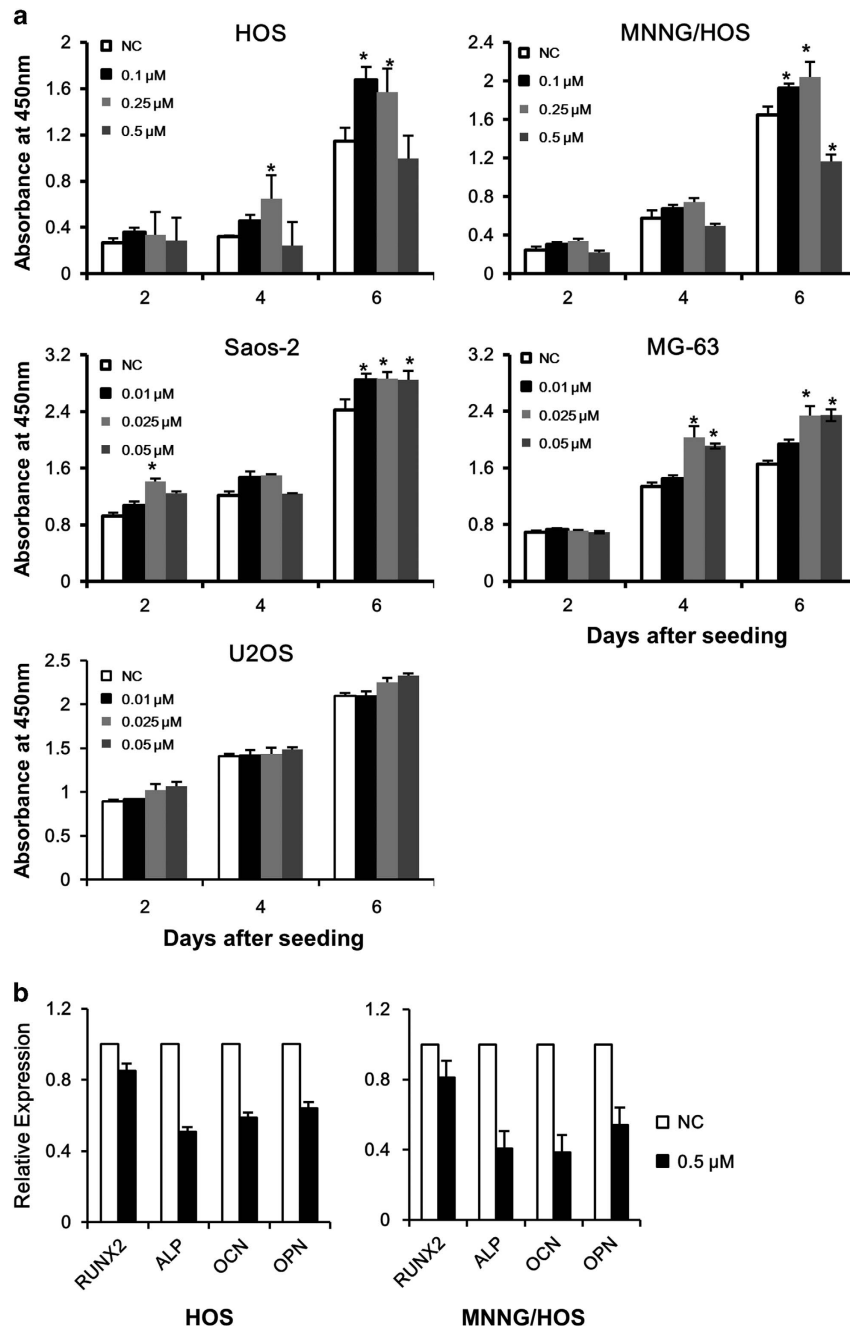 a
HOS
Absorbance at 450nm
2
1.6
1.2
0.8
0.4
0
NC
0.1 µM
0.25 µM
0.5 µM
*
* *
2 4 6
MNNG/HOS
2.4
2
1.6
1.2
0.8
0.4
0
NC
0.1 µM
0.25 µM
0.5 µM
* * *
2 4 6
Saos-2
Absorbance at 450nm
3.2
2.4
1.6
0.8
0
NC
0.01 µM
0.025 µM
0.05 µM
*
* * *
2 4 6
MG-63
3.2
2.4
1.6
0.8
0
NC
0.01 µM
0.025 µM
0.05 µM
* *
* *
2 4 6
Days after seeding
U2OS
Absorbance at 450nm
2.5
2
1.5
1
0.5
0
NC
0.01 µM
0.025 µM
0.05 µM
2 4 6
Days after seeding
b
Relative Expression
1.2
0.8
0.4
0
RUNX2 ALP OCN OPN
HOS
1.2
0.8
0.4
0
RUNX2 ALP OCN OPN
MNNG/HOS
NC
0.5 µM